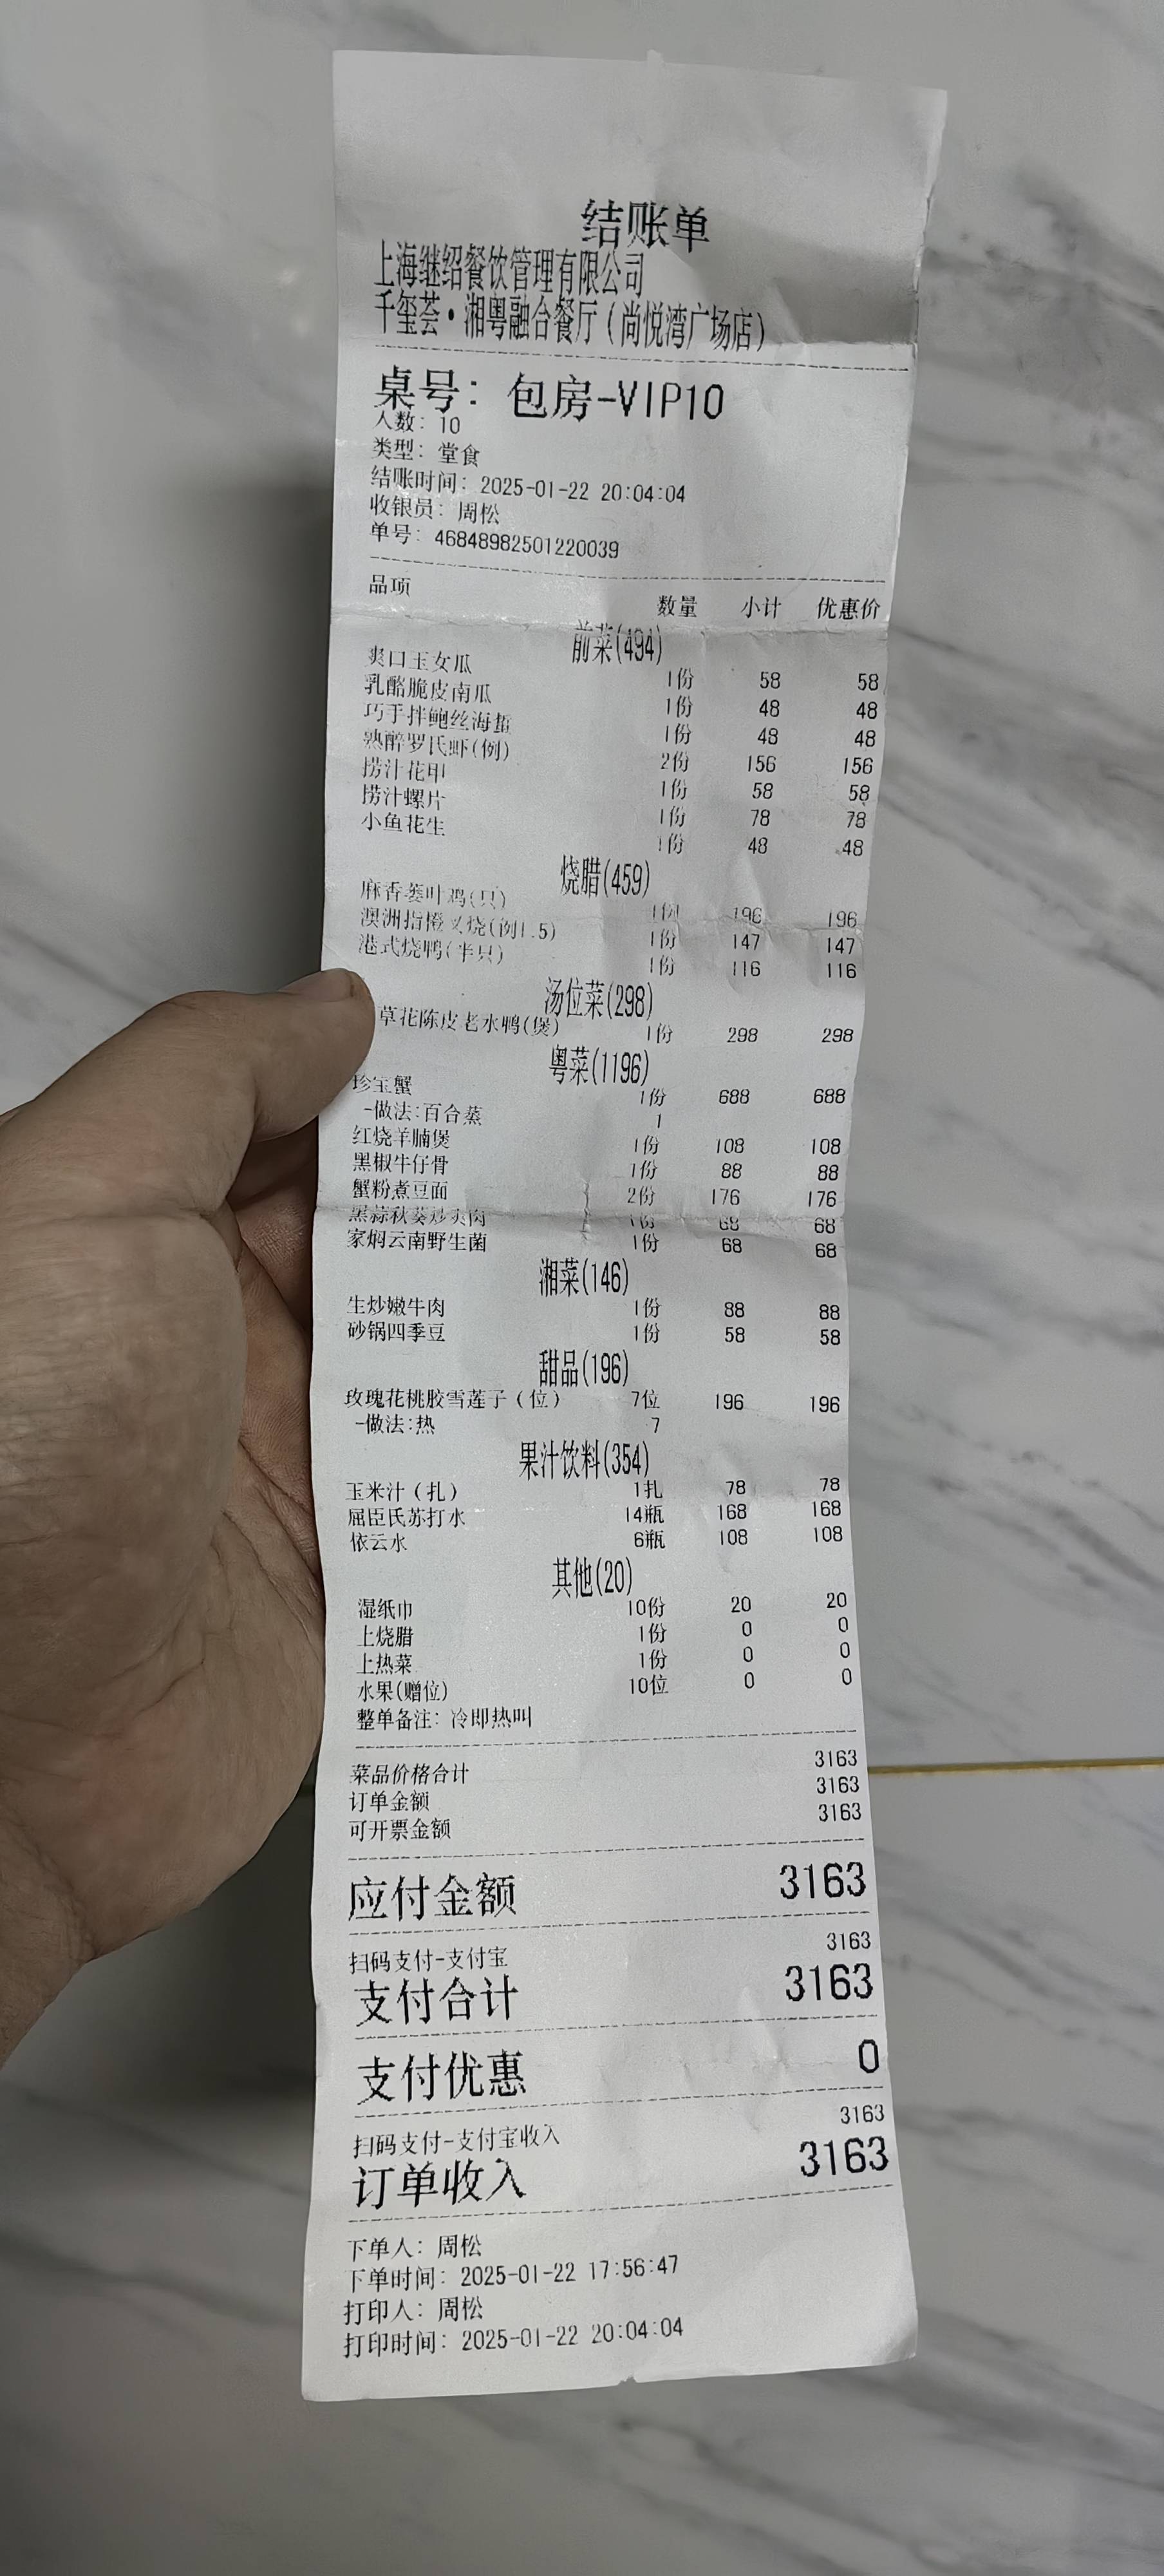 结账单
上海继绍餐饮管理有限公司
千玺荟•湘粤融合餐厅（尚悦湾广场店）
桌号：包房-VIP10
人数：10
类型：堂食
结账时间：2025-01-22 20:04:04
收银员：周松
单号：46848982501220039
品项 数量 小计 优惠价
前菜(494)
爽口玉女瓜 1份 58 58
乳酪脆皮南瓜 1份 48 48
巧手拌鲍丝海蜇 1份 48 48
熟醉罗氏虾(例) 2份 156 156
捞汁花甲 1份 58 58
捞汁螺片 1份 78 78
小鱼花生 1份 48 48
烧腊(459)
麻香蒌叶鸡(只) 1份 196 196
澳洲指橙叉烧(例1.5) 1份 147 147
港式烧鸭(半只) 1份 116 116
汤位菜(298)
草花陈皮老水鸭(煲) 1份 298 298
粤菜(1196)
珍宝蟹 1份 688 688
-做法:百合蒸 1
红烧羊腩煲 1份 108 108
黑椒牛仔骨 1份 88 88
蟹粉煮豆面 2份 176 176
黑蒜秋葵炒爽肉 1份 68 68
家焖云南野生菌 1份 68 68
湘菜(146)
生炒嫩牛肉 1份 88 88
砂锅四季豆 1份 58 58
甜品(196)
玫瑰花桃胶雪莲子（位） 7位 196 196
-做法:热 7
果汁饮料(354)
玉米汁（扎） 1扎 78 78
屈臣氏苏打水 14瓶 168 168
依云水 6瓶 108 108
其他(20)
湿纸巾 10份 20 20
上烧腊 1份 0 0
上热菜 1份 0 0
水果(赠位) 10位 0 0
整单备注：冷即热叫
菜品价格合计 3163
订单金额 3163
可开票金额 3163
应付金额 3163
扫码支付-支付宝 3163
支付合计 3163
支付优惠 0
扫码支付-支付宝收入 3163
订单收入 3163
下单人：周松
下单时间：2025-01-22 17:56:47
打印人：周松
打印时间：2025-01-22 20:04:04